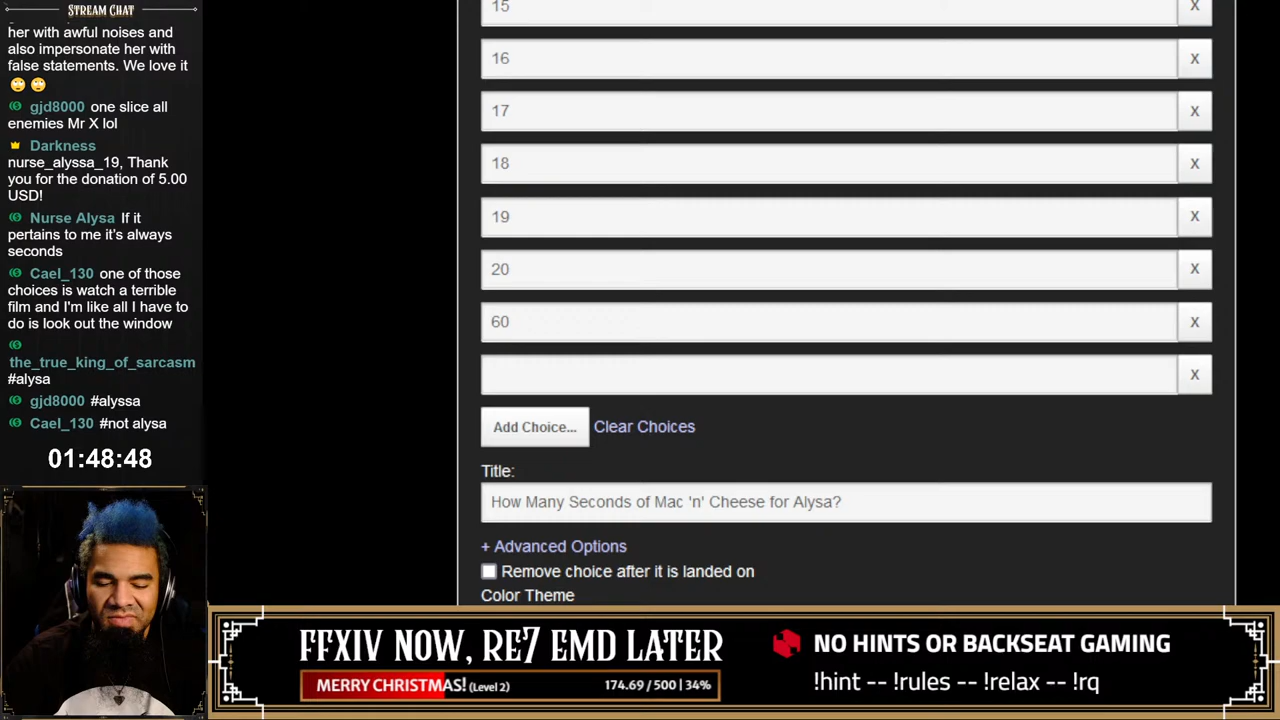 STREAM CHAT
her with awful noises and
also impersonate her with
false statements. We love it
gjd8000 one slice all
enemies Mr X lol
Darkness
nurse_alyssa_19, Thank
you for the donation of 5.00
USD!
Nurse Alysa If it
pertains to me it's always
seconds
Cael_130 one of those
choices is watch a terrible
film and I'm like all I have to
do is look out the window
the_true_king_of_sarcasm
#alysa
gjd8000 #alyssa
Cael_130 #not alysa
01:48:48
15 X
16 X
17 X
18 X
19 X
20 X
60 X
X
Add Choice... Clear Choices
Title:
How Many Seconds of Mac 'n' Cheese for Alysa?
+ Advanced Options
Remove choice after it is landed on
Color Theme
FFXIV NOW, RE7 EMD LATER
MERRY CHRISTMAS! (Level 2) 174.69 / 500 | 34%
NO HINTS OR BACKSEAT GAMING
!hint -- !rules -- !relax -- !rq